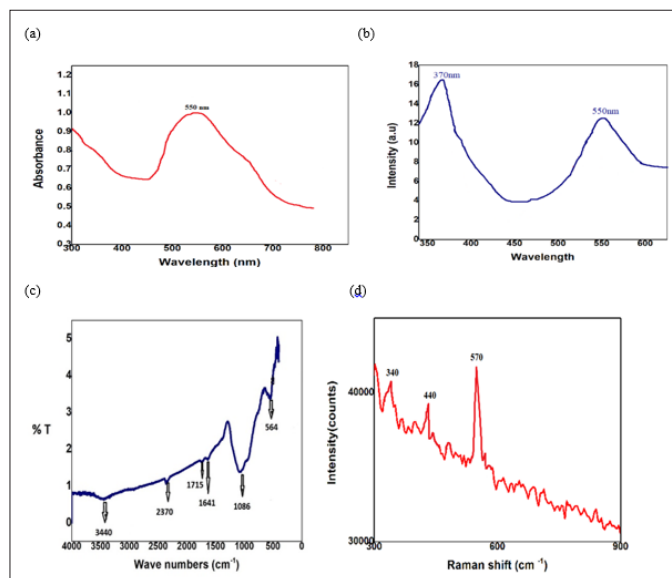 (a)
550 nm
1.2
1.1
1.0
0.9
0.8
0.7
0.6
0.5
0.4
0.3
300 400 500 600 700 800
Absorbance
Wavelength (nm)
(b)
370nm
550nm
18
16
14
12
10
8
6
4
2
0
350 400 450 500 550 600
Intensity (a.u)
Wavelength
(c)
5
4
3
2
1
0
% T
564
1715
2370
1641
1086
3440
4000 3500 3000 2500 2000 1500 1000 500 0
Wave numbers (cm-1)
(d)
570
340
440
40000
30000
300 600 900
Intensity(counts)
Raman shift (cm -1)